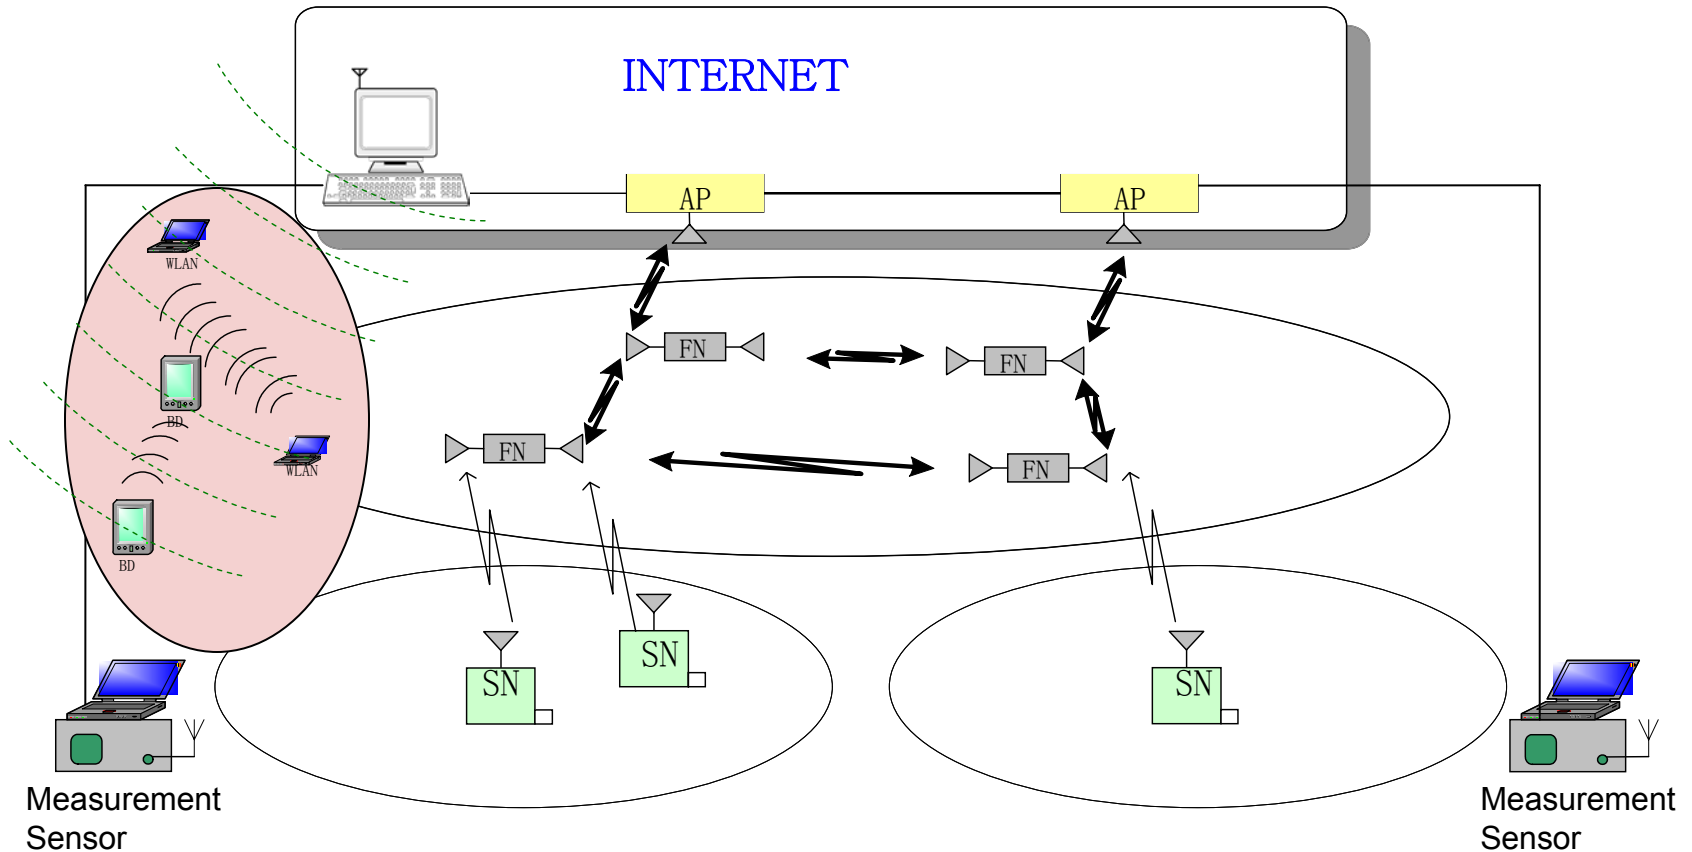 INTERNET
AP
AP
WLAN
FN
FN
BD
FN
FN
WLAN
BD
SN
SN
SN
Measurement
Sensor
Measurement
Sensor